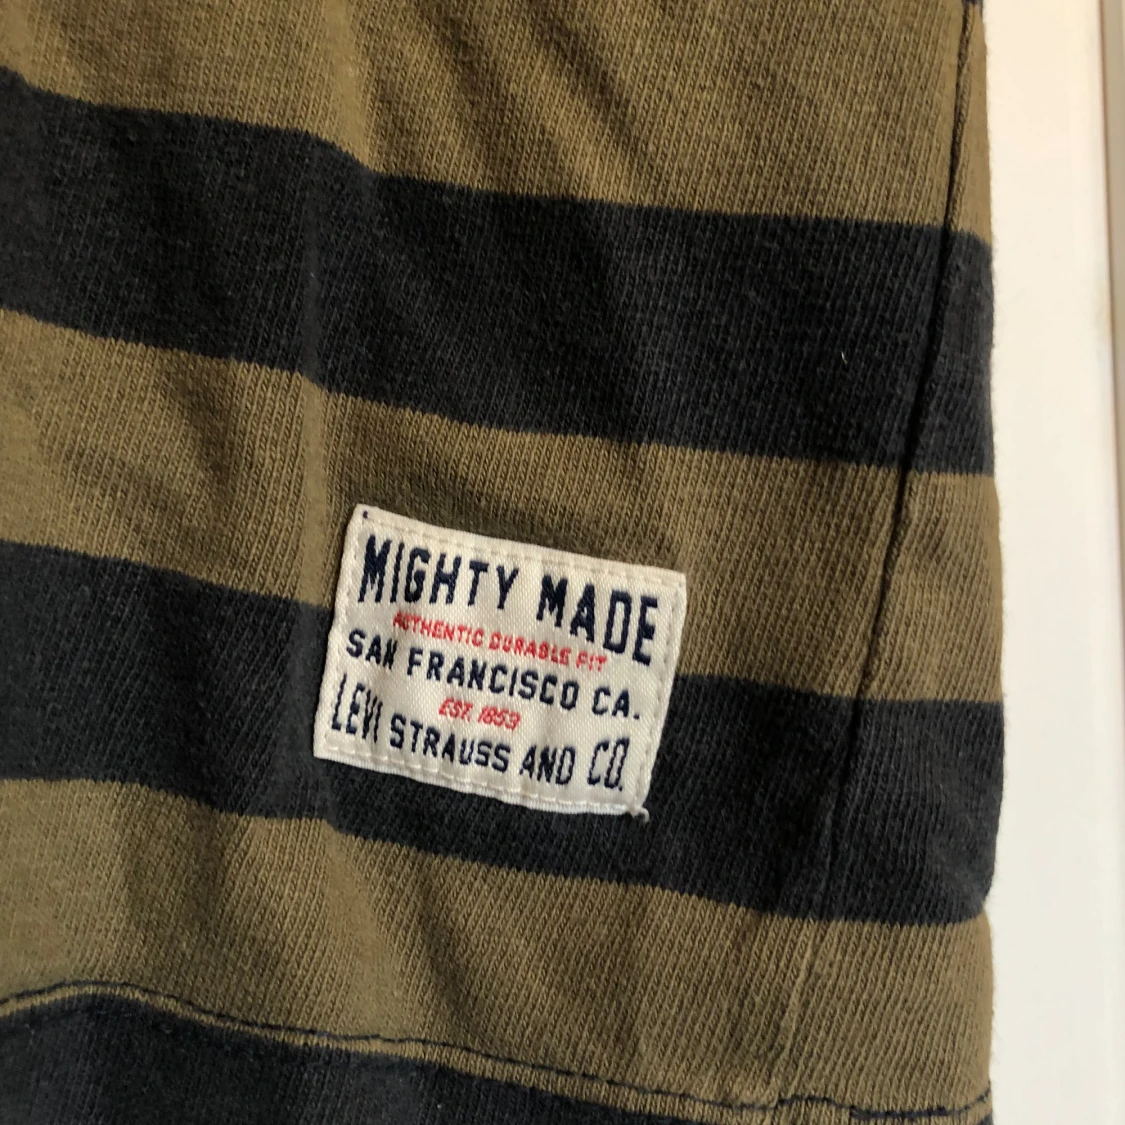 MIGHTY MADE
AUTHENTIC DURABLE FIT
SAN FRANCISCO CA.
EST. 1853
LEVI STRAUSS AND CO.